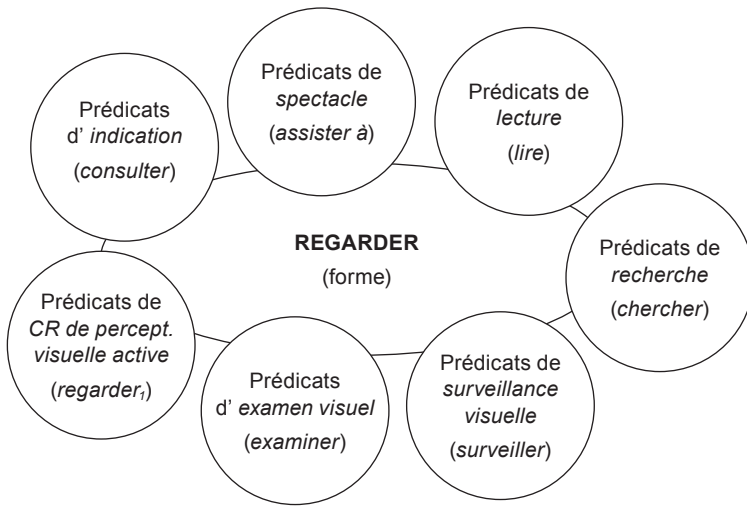 Prédicats
d' indication
(consulter)
Prédicats de
spectacle
(assister à)
Prédicats de
lecture
(lire)
Prédicats de
recherche
(chercher)
Prédicats de
surveillance
visuelle
(surveiller)
Prédicats
d' examen visuel
(examiner)
Prédicats de
CR de percept.
visuelle active
(regarder₁)
REGARDER
(forme)